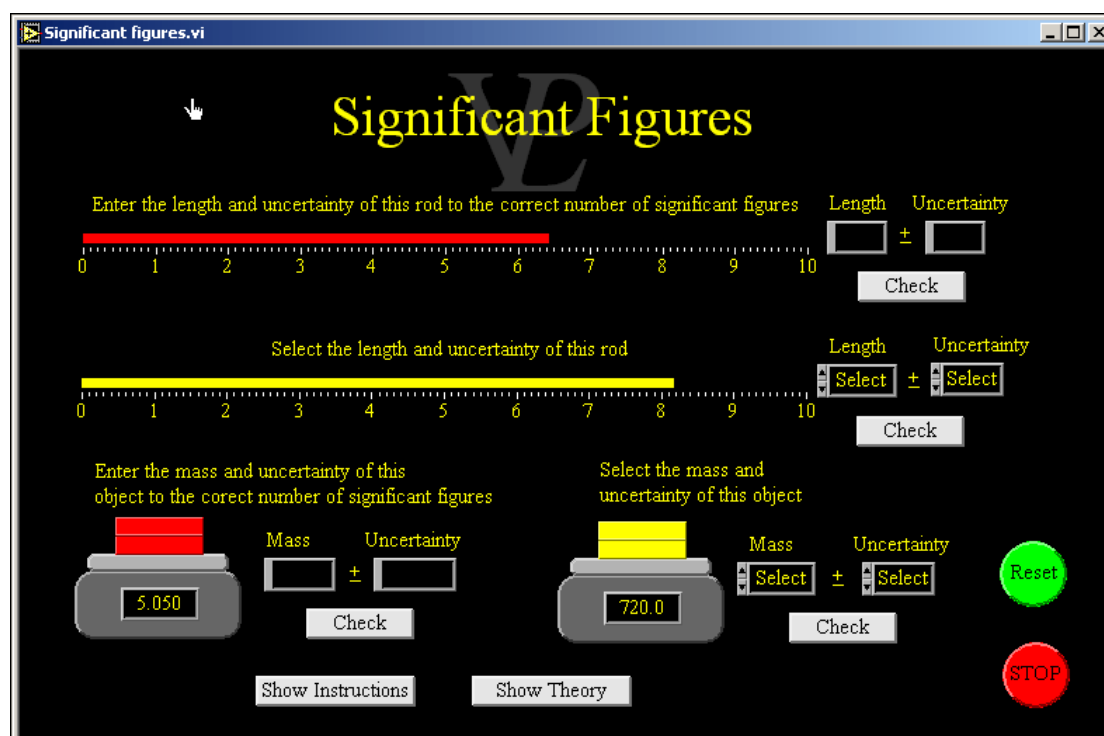 Significant figures.vi
VPL
Significant Figures
Enter the length and uncertainty of this rod to the correct number of significant figures
Length Uncertainty
±
0 1 2 3 4 5 6 7 8 9 10
Check
Select the length and uncertainty of this rod
Length Uncertainty
Select ± Select
0 1 2 3 4 5 6 7 8 9 10
Check
Enter the mass and uncertainty of this
object to the corect number of significant figures
Mass Uncertainty
±
5.050
Check
Select the mass and
uncertainty of this object
Mass Uncertainty
Select ± Select
720.0
Check
Reset
STOP
Show Instructions
Show Theory